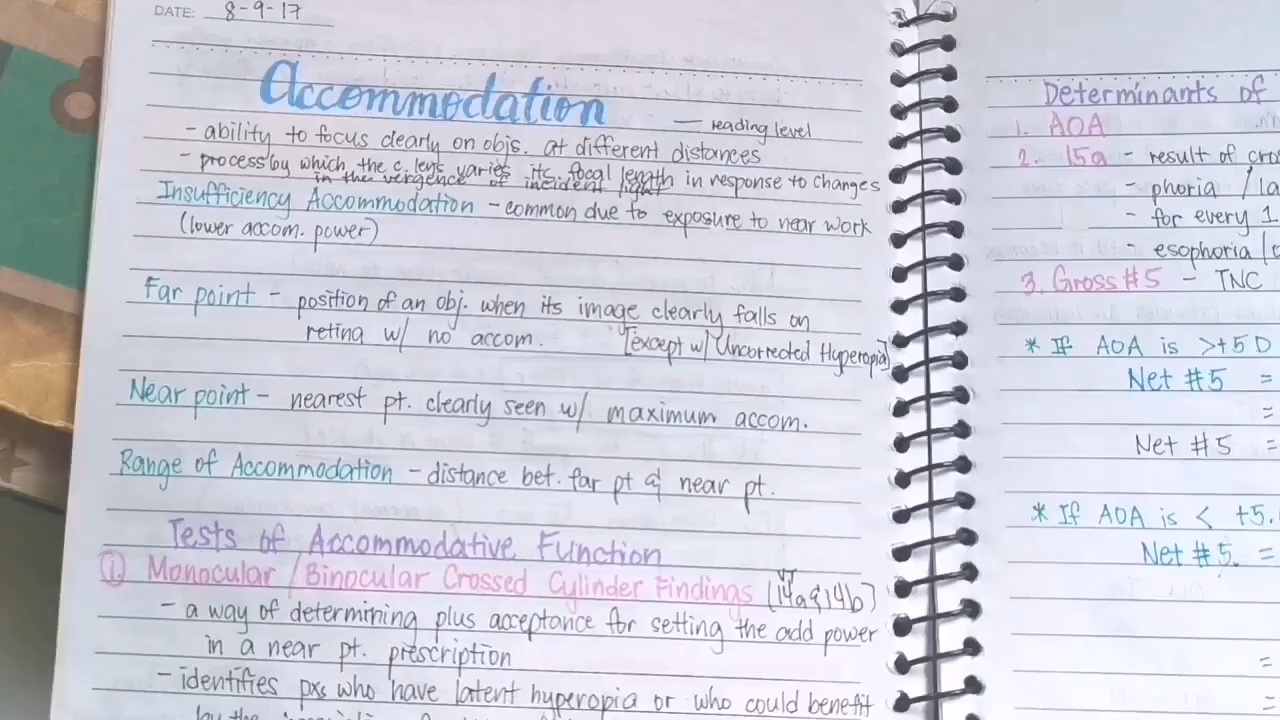 DATE: 8-9-17
Accommodation
— reading level
- ability to focus clearly on objs. at different distances
- process by which the c. lens varies its focal length in response to changes
in the vergence of incident light
Insufficiency Accommodation - common due to exposure to near work
(lower accom. power)
Far point - position of an obj. when its image clearly falls on
retina w/ no accom. [except w/ Uncorrected Hyperopia]
Near point - nearest pt. clearly seen w/ maximum accom.
Range of Accommodation - distance bet. far pt & near pt.
Tests of Accommodative Function
① Monocular / Binocular Crossed Cylinder Findings (14a & 14b)
- a way of determining plus acceptance for setting the add power
in a near pt. prescription
- identifies pxs who have latent hyperopia or who could benefit
by the
Determinants of
1. AOA
2. 15a - result of
- phoria /
- for every 1
- esophoria
3. Gross #5 - TNC
* If AOA is >+5 D
Net #5 =
=
Net #5 =
* If AOA is < +5.
Net #5. =
=
=